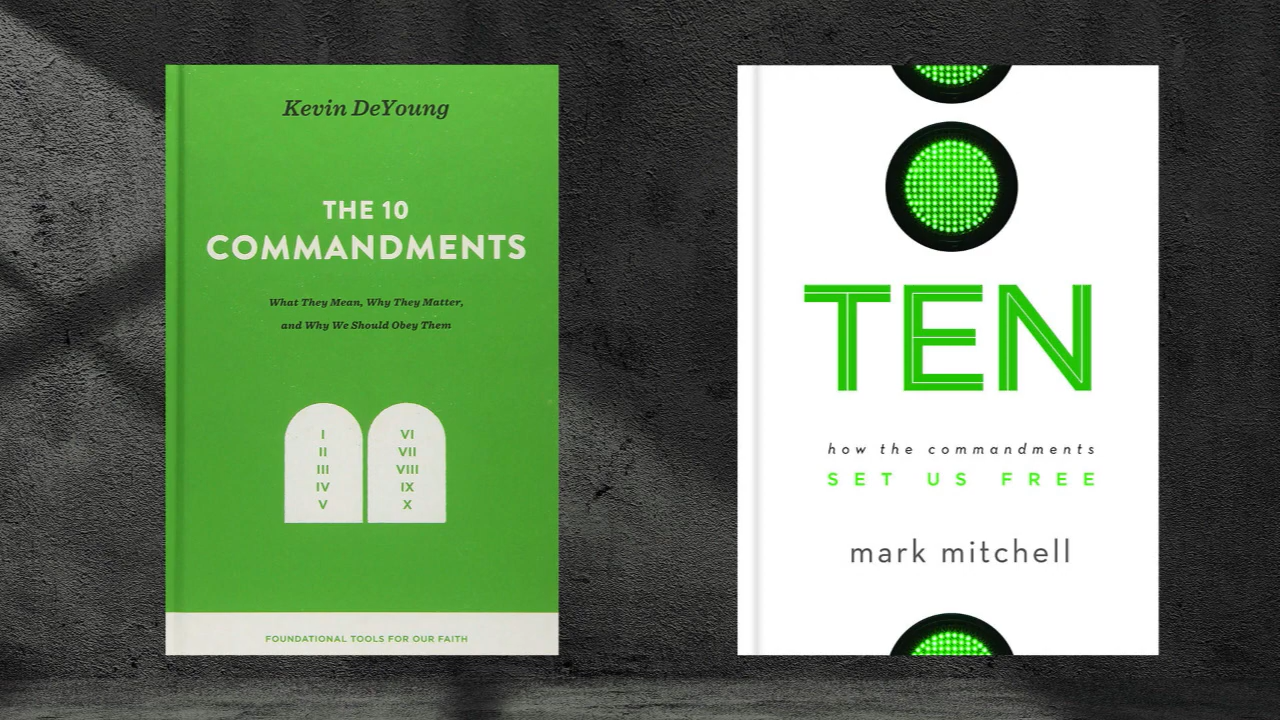 Kevin DeYoung
THE 10
COMMANDMENTS
What They Mean, Why They Matter,
and Why We Should Obey Them
I
II
III
IV
V
VI
VII
VIII
IX
X
FOUNDATIONAL TOOLS FOR OUR FAITH
TEN
how the commandments
SET US FREE
mark mitchell